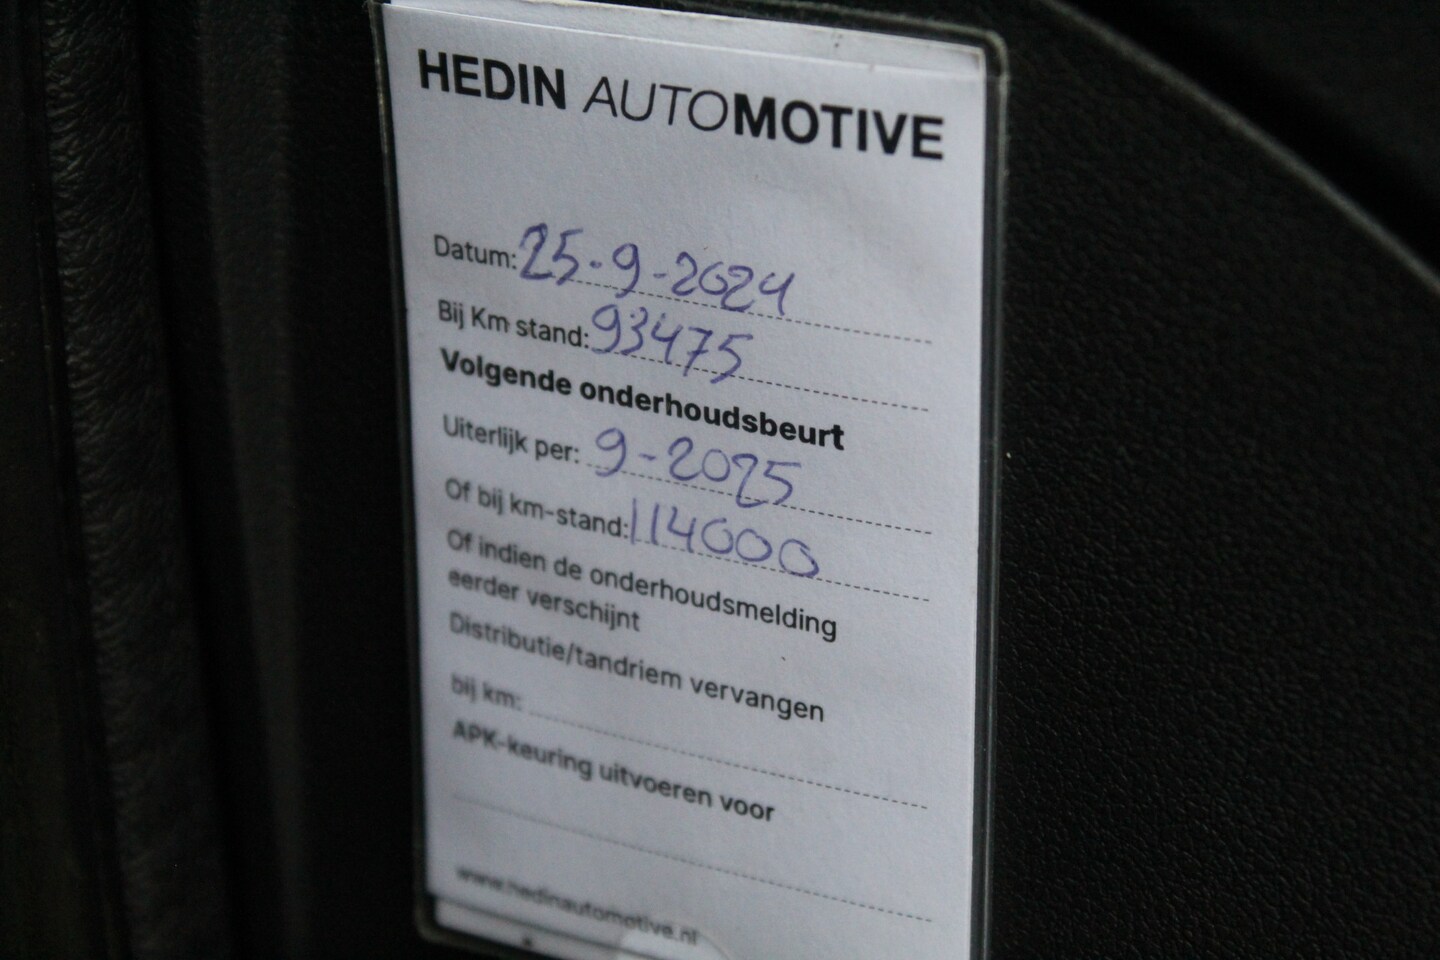 HEDIN AUTOMOTIVE
Datum: 25-9-2024
Bij Km stand: 93475
Volgende onderhoudsbeurt
Uiterlijk per: 9-2025
Of bij km-stand: 114000
Of indien de onderhoudsmelding
eerder verschijnt
Distributie/tandriem vervangen
bij km:
APK-keuring uitvoeren voor
www.hedinautomotive.nl